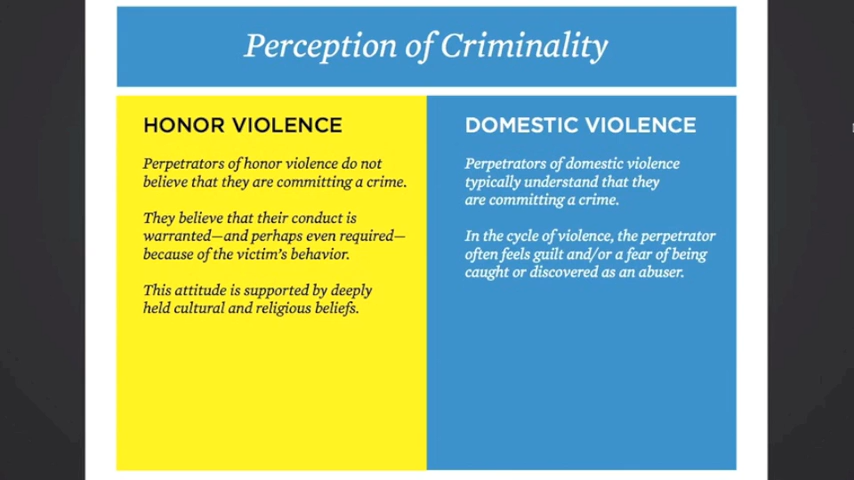 Perception of Criminality
HONOR VIOLENCE
Perpetrators of honor violence do not
believe that they are committing a crime.
They believe that their conduct is
warranted—and perhaps even required—
because of the victim's behavior.
This attitude is supported by deeply
held cultural and religious beliefs.
DOMESTIC VIOLENCE
Perpetrators of domestic violence
typically understand that they
are committing a crime.
In the cycle of violence, the perpetrator
often feels guilt and/or a fear of being
caught or discovered as an abuser.